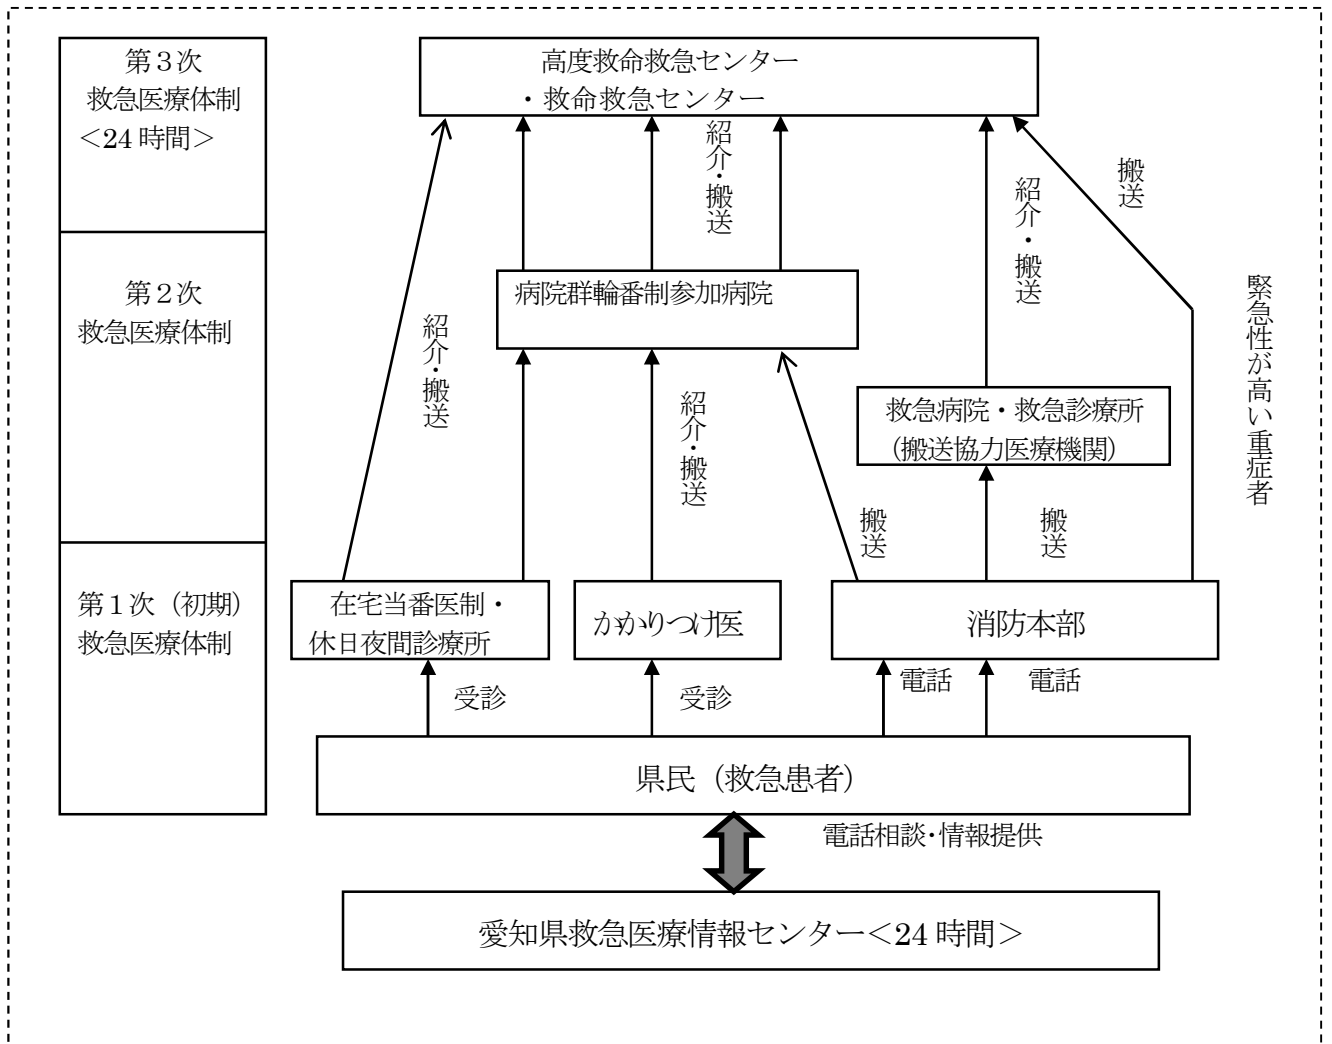 第３次
救急医療体制
＜24時間＞
高度救命救急センター
・救命救急センター
紹介・搬送
搬送
紹介・搬送
第２次
救急医療体制
病院群輪番制参加病院
緊急性が高い重症者
紹介・搬送
救急病院・救急診療所
（搬送協力医療機関）
紹介・搬送
搬送
搬送
第１次（初期）
救急医療体制
在宅当番医制・
休日夜間診療所
かかりつけ医
消防本部
受診
受診
電話
電話
県民（救急患者）
電話相談・情報提供
愛知県救急医療情報センター＜24時間＞